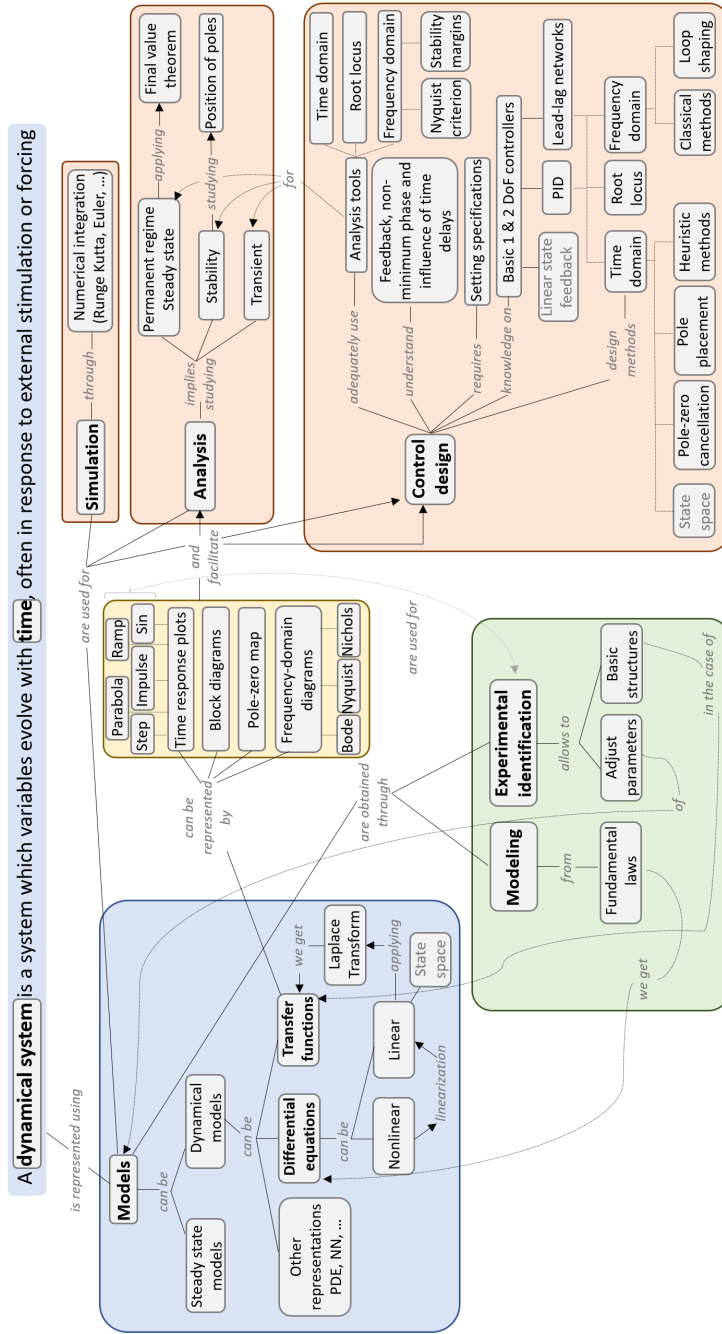 A dynamical system is a system which variables evolve with time, often in response to external stimulation or forcing
is represented using
Models
can be
Steady state
models
Dynamical
models
can be
Other
representations
PDE, NN, ...
Differential
equations
Transfer
functions
can be
Nonlinear
Linear
linearization
applying
State
space
Laplace
Transform
we get
are used for
can be
represented
by
Parabola
Ramp
Step
Impulse
Sin
Time response plots
Block diagrams
Pole-zero map
Frequency-domain
diagrams
Bode
Nyquist
Nichols
and
facilitate
are used for
are obtained
through
Modeling
from
Fundamental
laws
we get
Experimental
identification
allows to
Adjust
parameters
of
Basic
structures
in the case of
Simulation
through
Numerical integration
(Runge Kutta, Euler, ...)
Analysis
implies
studying
Permanent regime
Steady state
applying
Final value
theorem
Stability
studying
Position of poles
Transient
for
Control
design
adequately use
Analysis tools
Time domain
Root locus
Frequency domain
Nyquist
criterion
Stability
margins
understand
Feedback, non-
minimum phase and
influence of time
delays
requires
Setting specifications
knowledge on
Basic 1 & 2 DoF controllers
Linear state
feedback
PID
Lead-lag networks
design
methods
Time
domain
Root
locus
Frequency
domain
State
space
Pole-zero
cancellation
Pole
placement
Heuristic
methods
Classical
methods
Loop
shaping